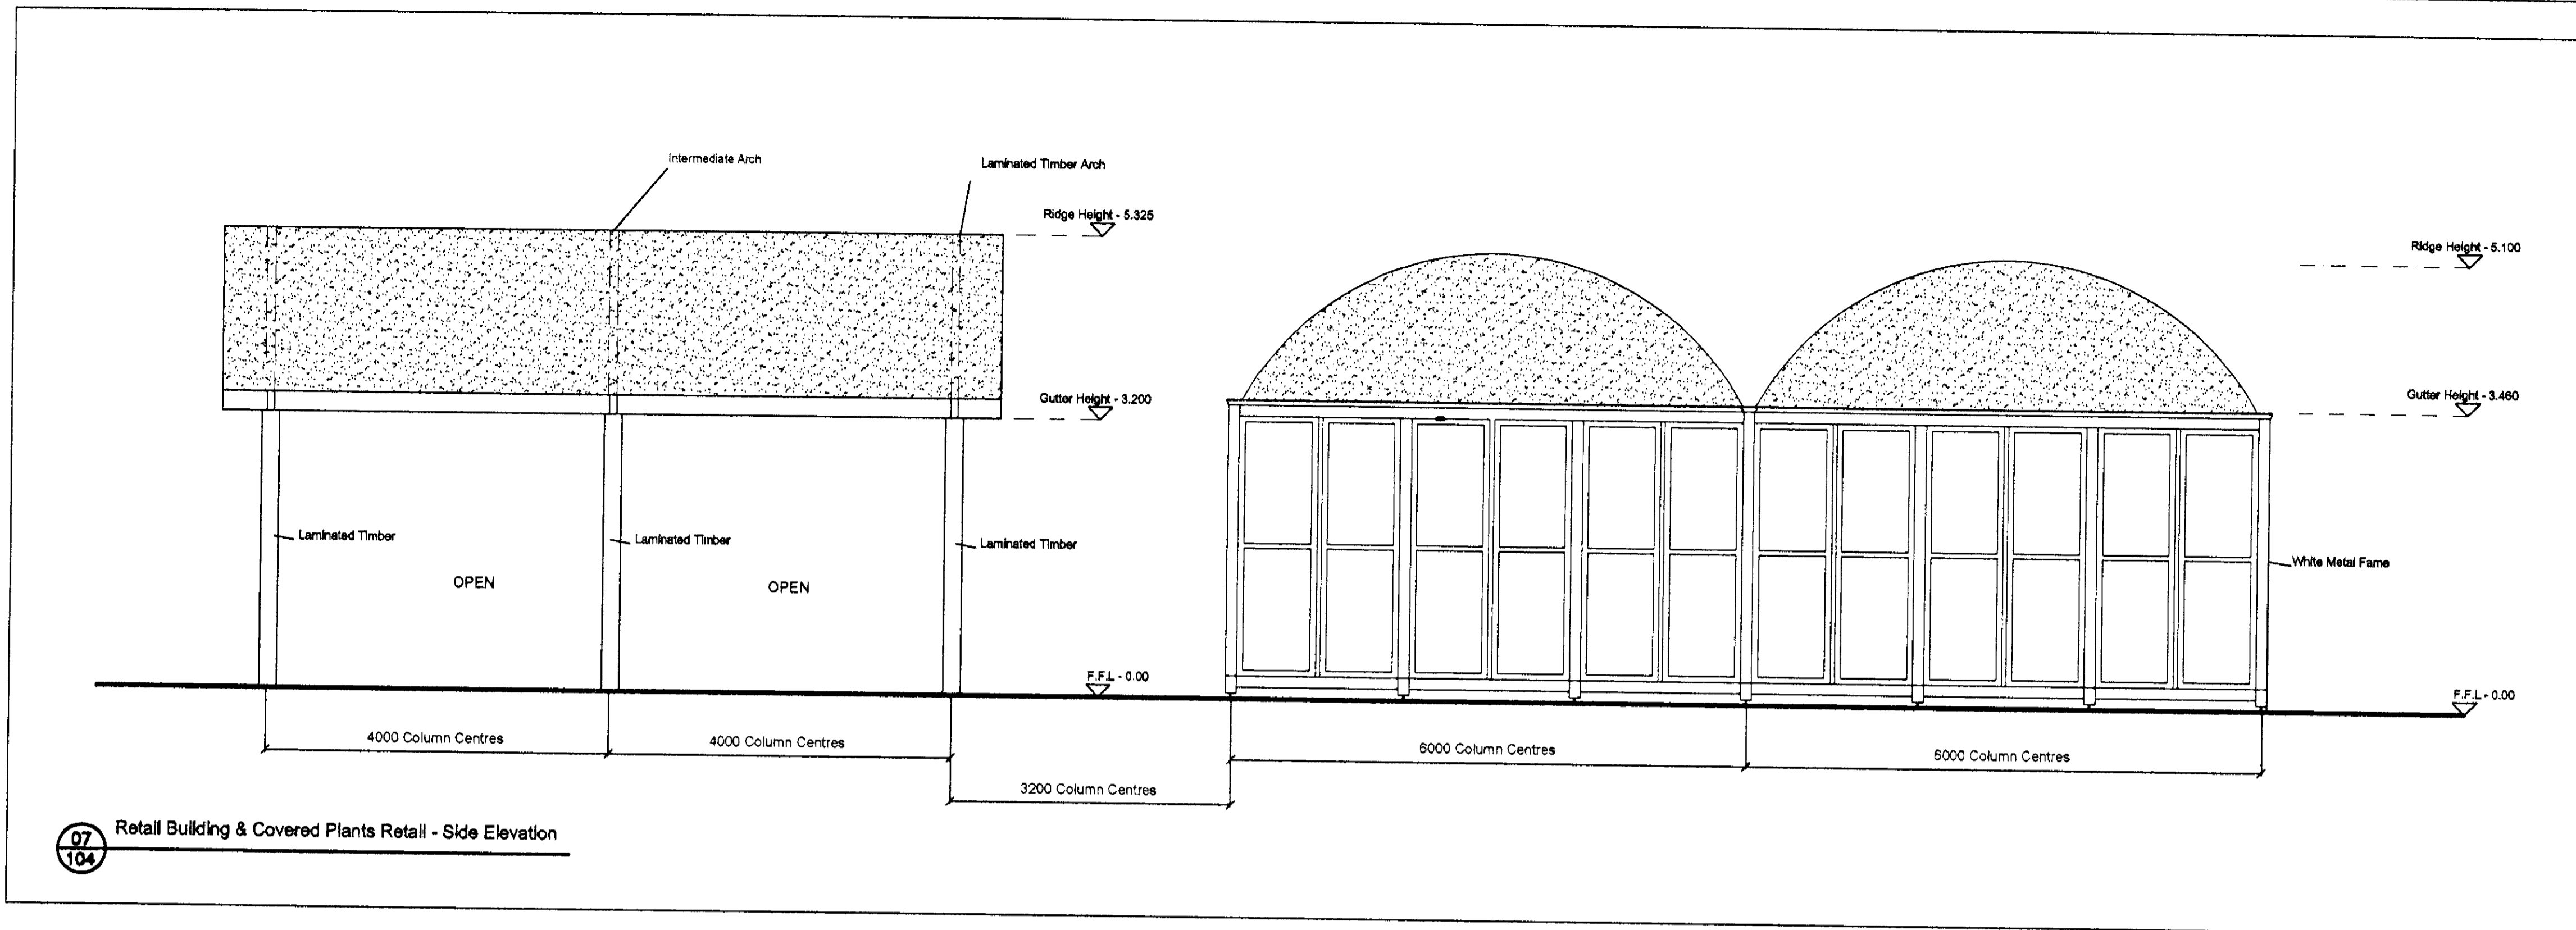 Intermediate Arch
Laminated Timber Arch
Ridge Height - 5.325
Ridge Height - 5.100
Gutter Height - 3.200
Gutter Height - 3.460
Laminated Timber
Laminated Timber
Laminated Timber
White Metal Fame
OPEN
OPEN
F.F.L - 0.00
F.F.L - 0.00
4000 Column Centres
4000 Column Centres
6000 Column Centres
6000 Column Centres
3200 Column Centres
07
104
Retail Building & Covered Plants Retail - Side Elevation